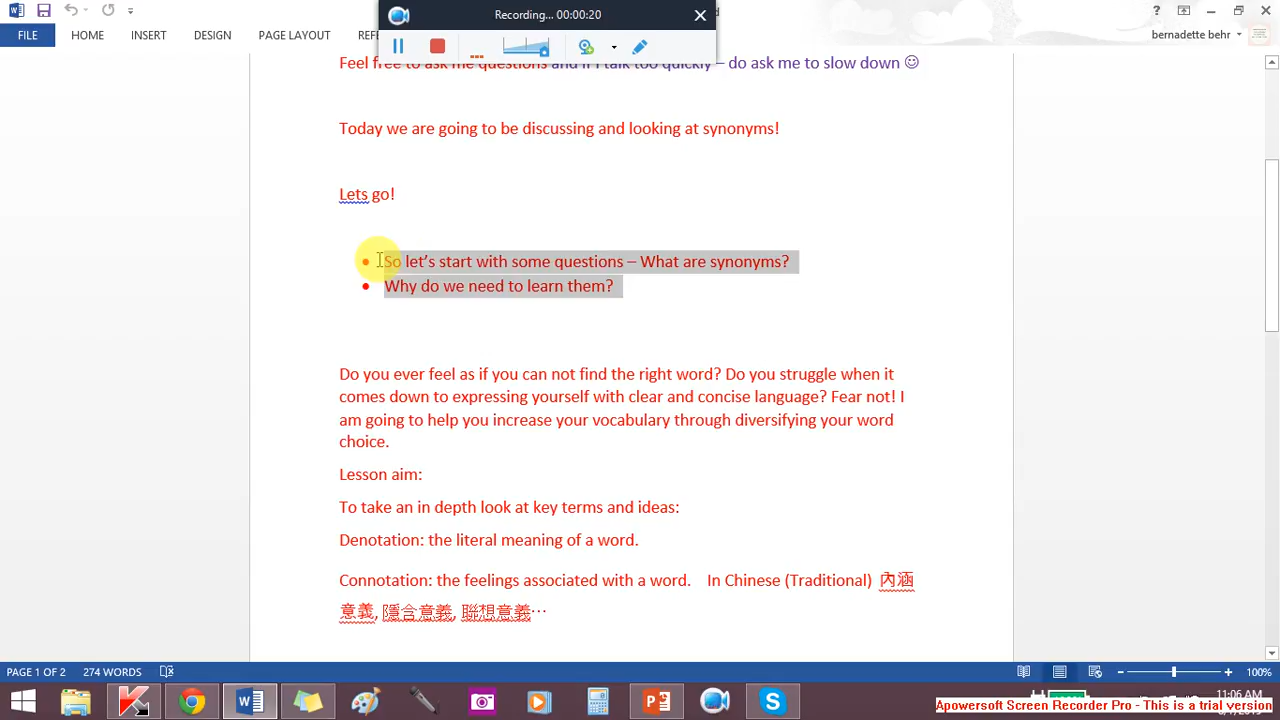 Recording... 00:00:20
FILE HOME INSERT DESIGN PAGE LAYOUT
bernadette behr
Feel free to ask me questions and if I talk too quickly – do ask me to slow down ☺
Today we are going to be discussing and looking at synonyms!
Lets go!
• So let's start with some questions – What are synonyms?
• Why do we need to learn them?
Do you ever feel as if you can not find the right word? Do you struggle when it
comes down to expressing yourself with clear and concise language? Fear not! I
am going to help you increase your vocabulary through diversifying your word
choice.
Lesson aim:
To take an in depth look at key terms and ideas:
Denotation: the literal meaning of a word.
Connotation: the feelings associated with a word. In Chinese (Traditional) 內涵
意義, 隱含意義, 聯想意義…
PAGE 1 OF 2 274 WORDS 100%
11:06 AM
Apowersoft Screen Recorder Pro - This is a trial version